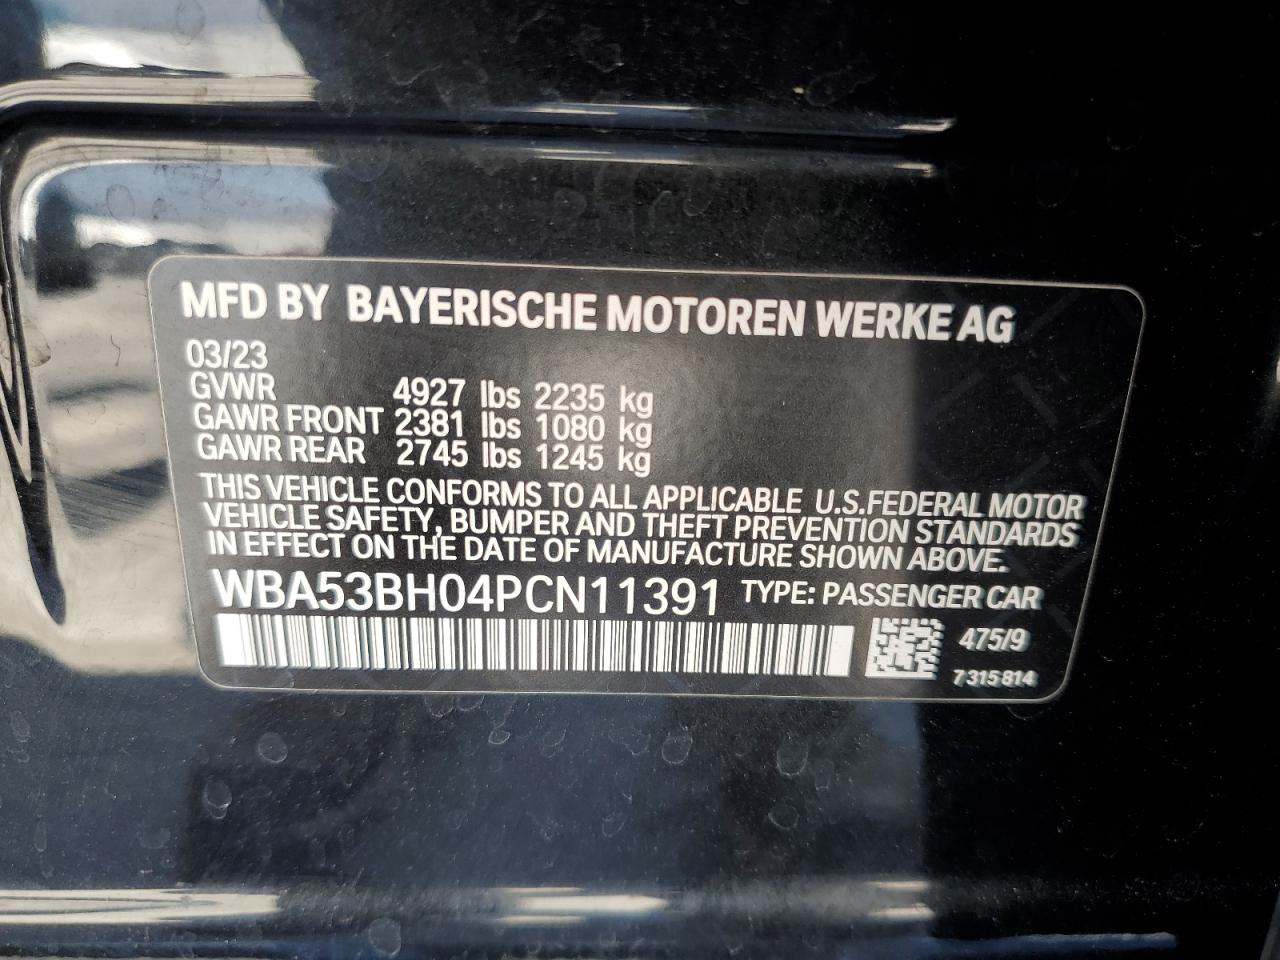 MFD BY BAYERISCHE MOTOREN WERKE AG
03/23
GVWR 4927 lbs 2235 kg
GAWR FRONT 2381 lbs 1080 kg
GAWR REAR 2745 lbs 1245 kg
THIS VEHICLE CONFORMS TO ALL APPLICABLE U.S.FEDERAL MOTOR
VEHICLE SAFETY, BUMPER AND THEFT PREVENTION STANDARDS
IN EFFECT ON THE DATE OF MANUFACTURE SHOWN ABOVE.
WBA53BH04PCN11391 TYPE: PASSENGER CAR
475/9
7 315 814